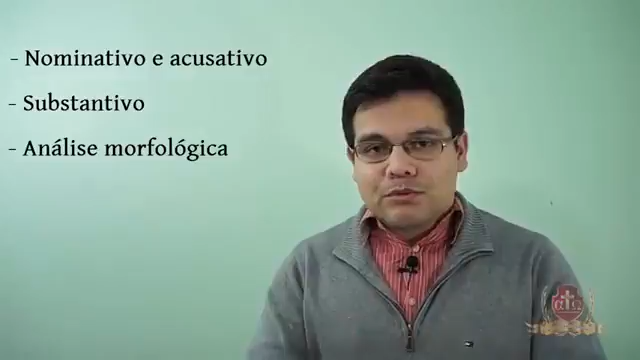 - Nominativo e acusativo
- Substantivo
- Análise morfológica